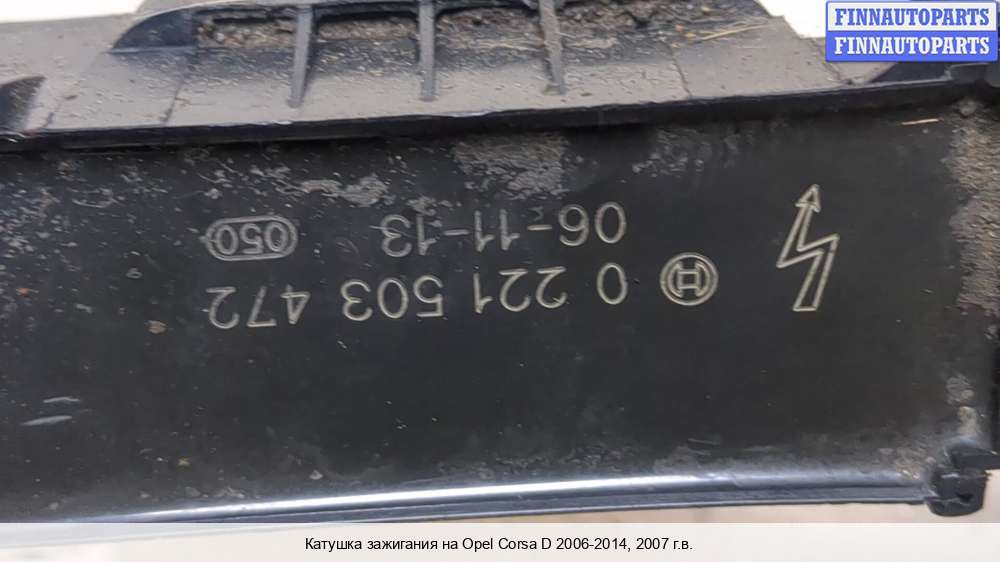 FINNAUTOPARTS
FINNAUTOPARTS
0 221 503 472
06-11-13
050
Катушка зажигания на Opel Corsa D 2006-2014, 2007 г.в.